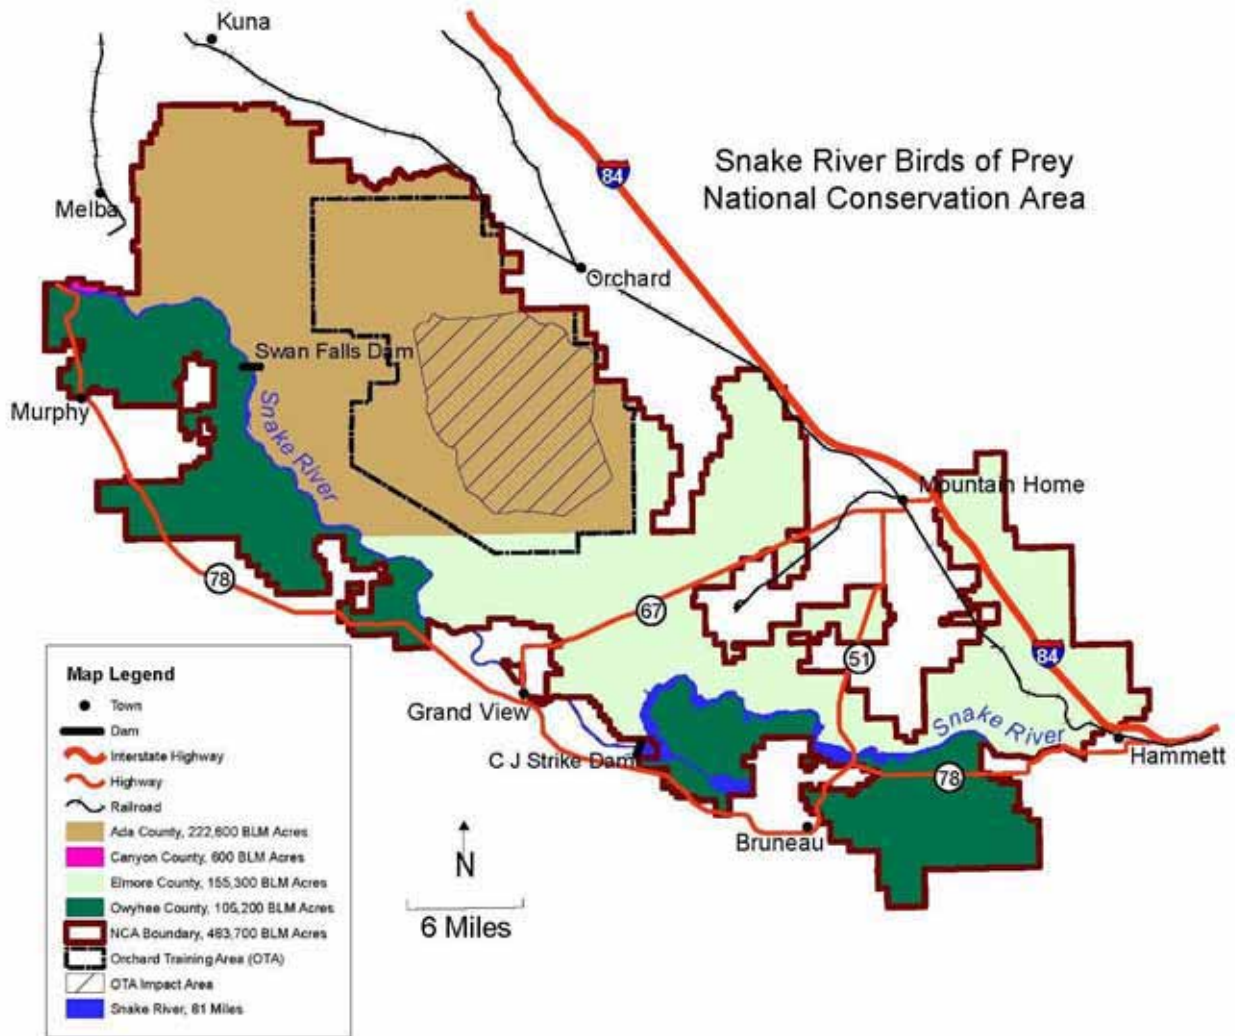 Kuna
Snake River Birds of Prey
National Conservation Area
84
Melba
Orchard
Swan Falls Dam
Murphy
Snake River
Mountain Home
78
67
51
84
Grand View
Snake River
C J Strike Dam
Hammett
78
Bruneau
N
6 Miles
Map Legend
Town
Dam
Interstate Highway
Highway
Railroad
Ada County, 222,600 BLM Acres
Canyon County, 600 BLM Acres
Elmore County, 155,300 BLM Acres
Owyhee County, 105,200 BLM Acres
NCA Boundary, 483,700 BLM Acres
Orchard Training Area (OTA)
OTA Impact Area
Snake River, 81 Miles